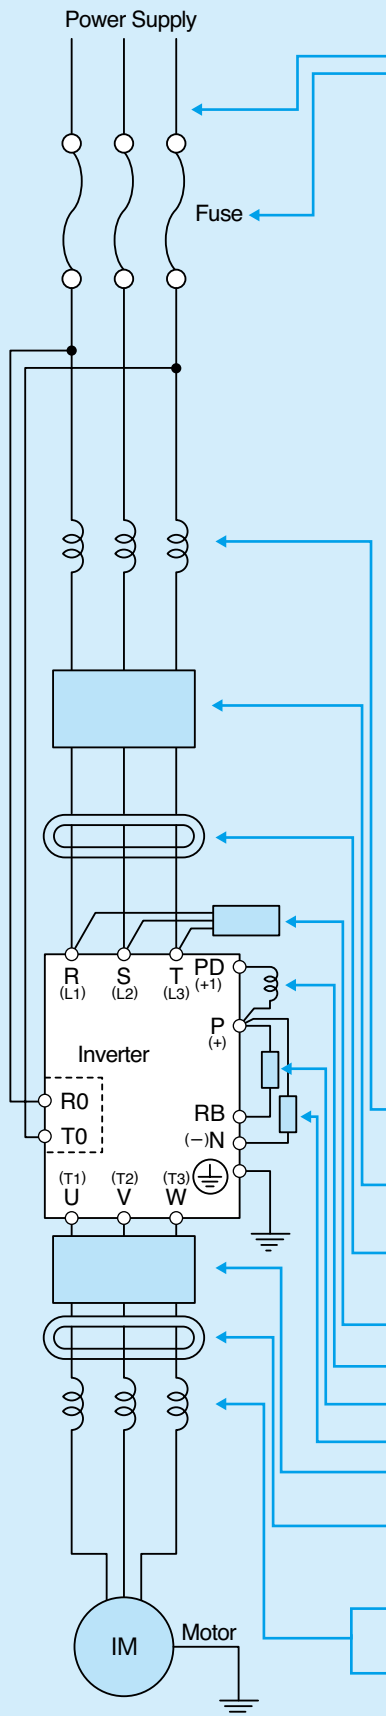 Power Supply
Fuse
R S T PD
(L1) (L2) (L3) (+1)
P
(+)
Inverter
R0
RB
T0
(−)N
(T1) (T2) (T3)
U V W
IM
Motor